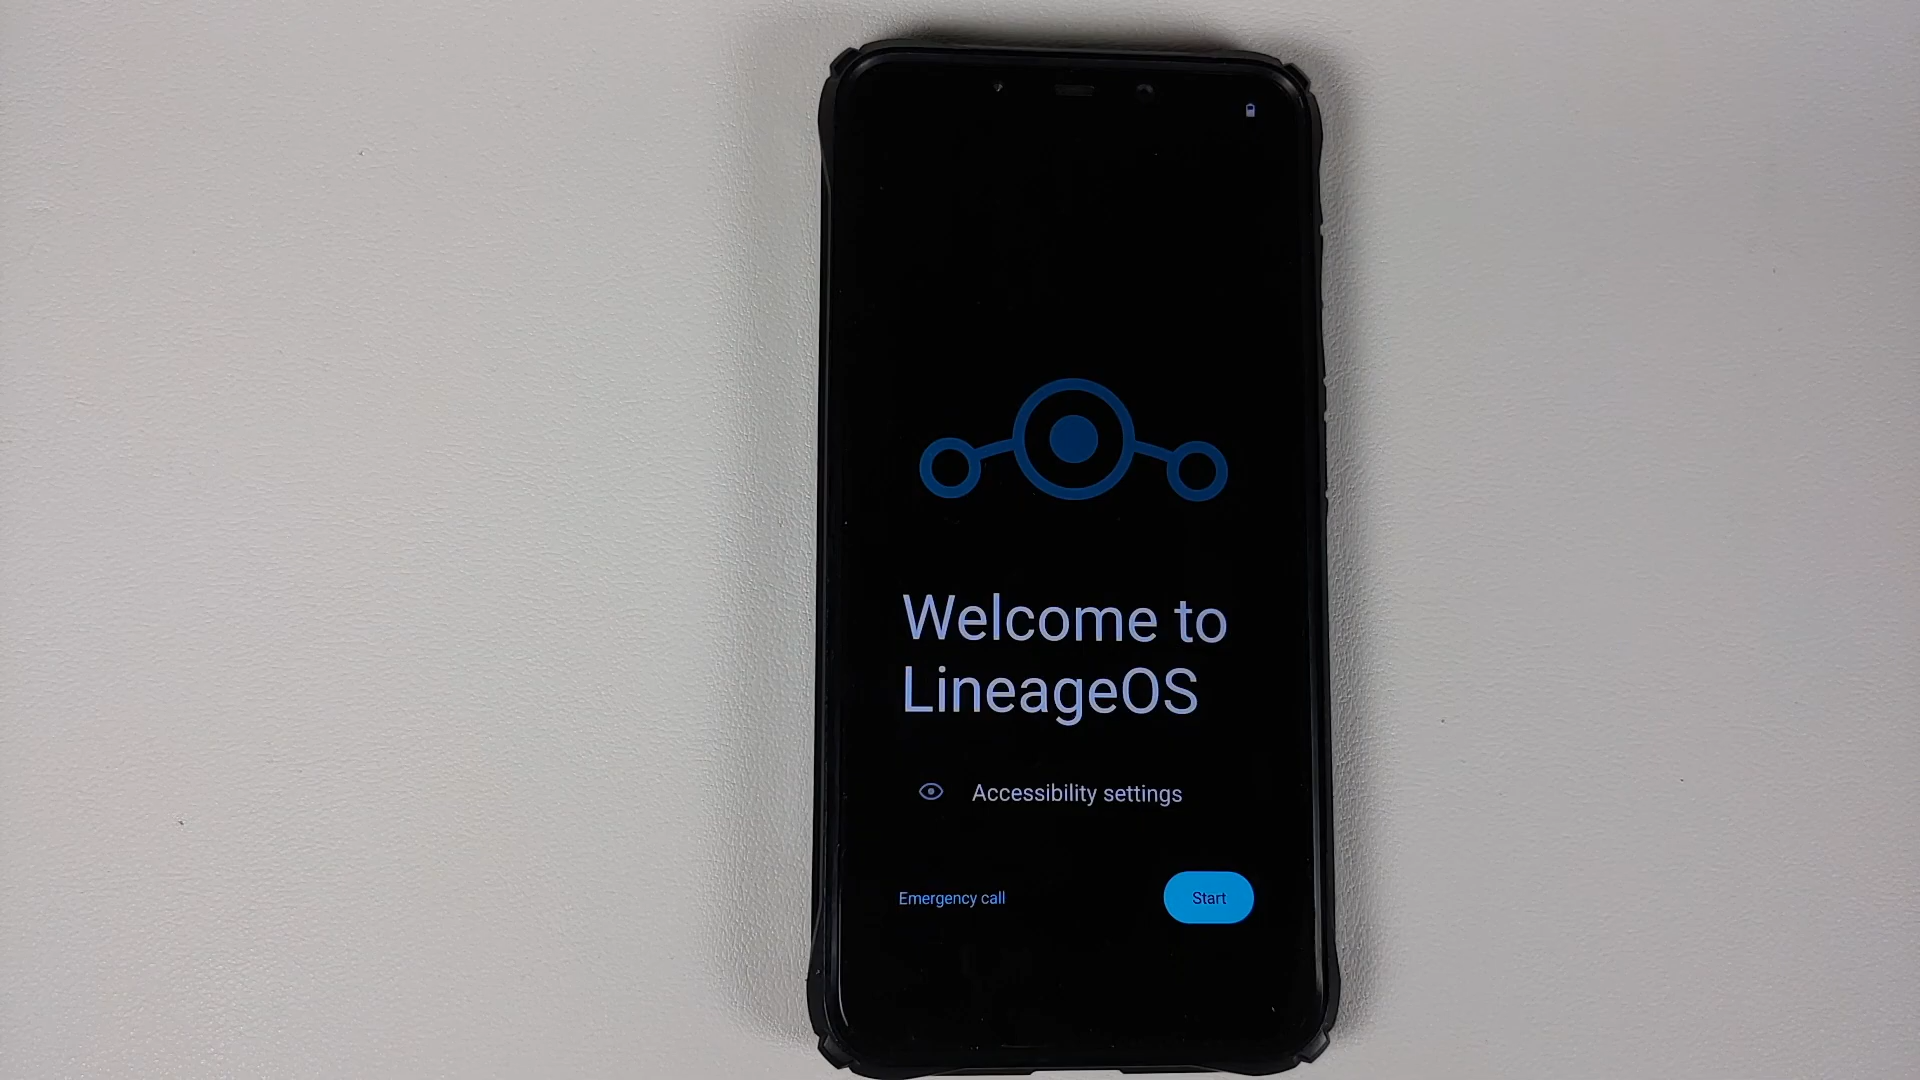 Welcome to
LineageOS
Accessibility settings
Emergency call
Start